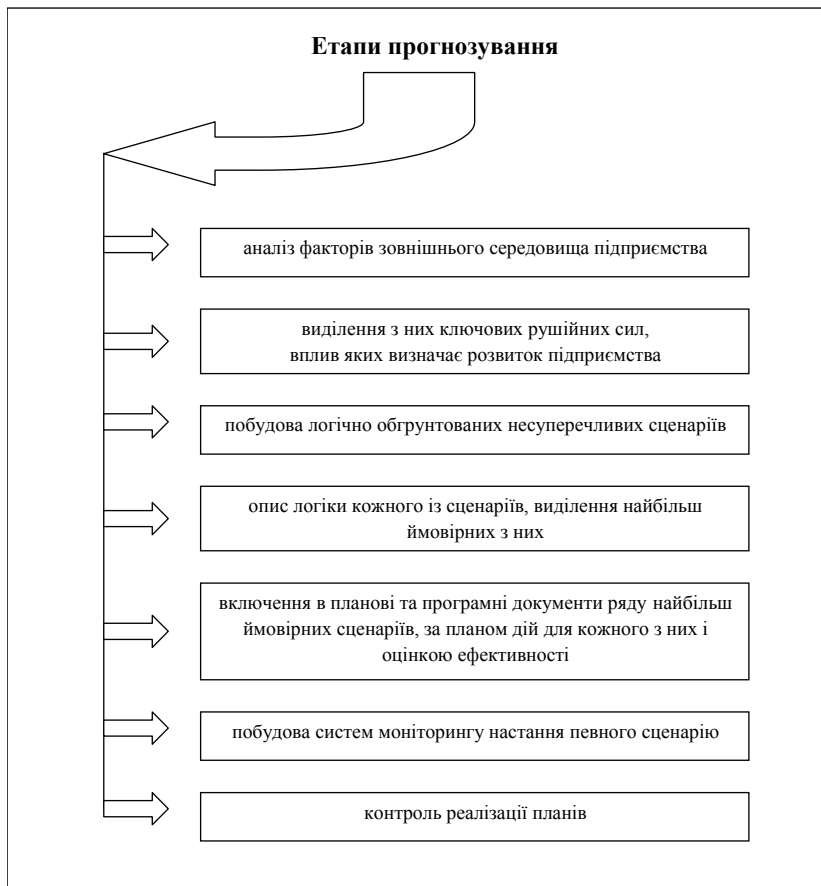 Етапи прогнозування
аналіз факторів зовнішнього середовища підприємства
виділення з них ключових рушійних сил,
вплив яких визначає розвиток підприємства
побудова логічно обгрунтованих несуперечливих сценаріїв
опис логіки кожного із сценаріїв, виділення найбільш
ймовірних з них
включення в планові та програмні документи ряду найбільш
ймовірних сценаріїв, за планом дій для кожного з них і
оцінкою ефективності
побудова систем моніторингу настання певного сценарію
контроль реалізації планів